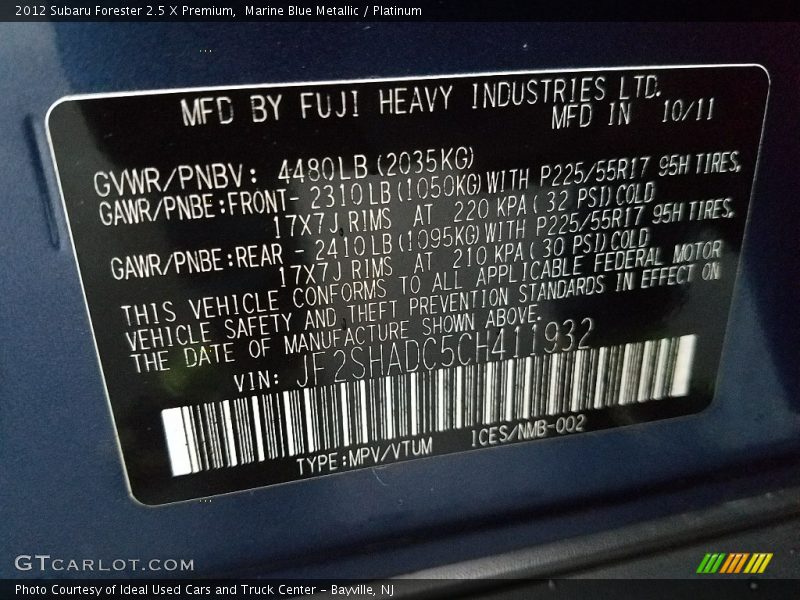 2012 Subaru Forester 2.5 X Premium,  Marine Blue Metallic / Platinum
MFD BY FUJI HEAVY INDUSTRIES LTD.
MFD IN 10/11
GVWR/PNBV: 4480LB(2035KG)
GAWR/PNBE:FRONT- 2310LB(1050KG)WITH P225/55R17 95H TIRES,
17X7J RIMS AT 220 KPA( 32 PSI)COLD
GAWR/PNBE:REAR - 2410LB(1095KG)WITH P225/55R17 95H TIRES,
17X7J RIMS AT 210 KPA( 30 PSI)COLD
THIS VEHICLE CONFORMS TO ALL APPLICABLE FEDERAL MOTOR
VEHICLE SAFETY AND THEFT PREVENTION STANDARDS IN EFFECT ON
THE DATE OF MANUFACTURE SHOWN ABOVE.
VIN: JF2SHADC5CH411932
TYPE:MPV/VTUM ICES/NMB-002
GTCARLOT.COM
Photo Courtesy of Ideal Used Cars and Truck Center - Bayville, NJ